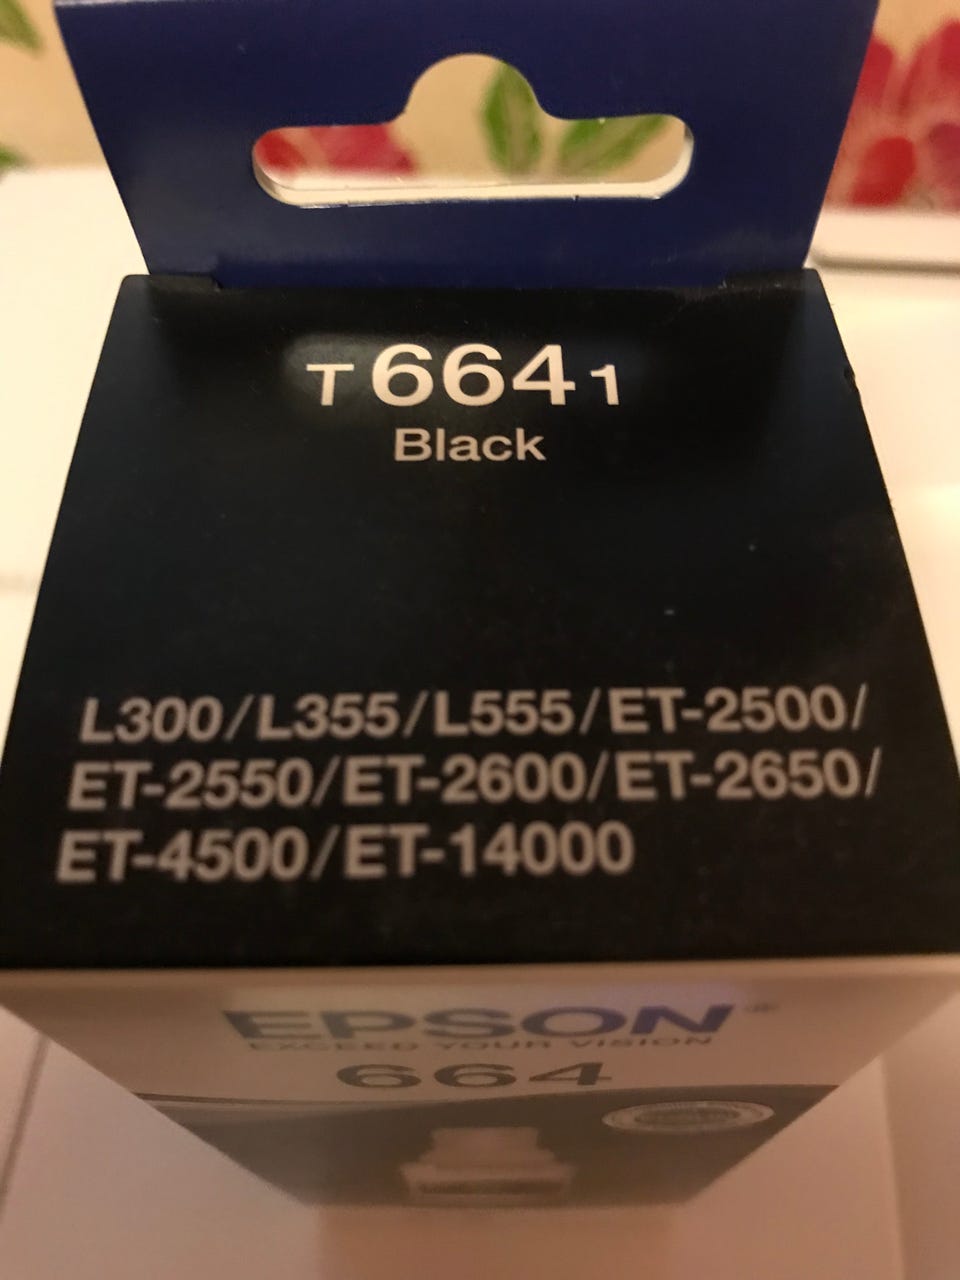 T6641
Black
L300/L355/L555/ET-2500/
ET-2550/ET-2600/ET-2650/
ET-4500/ET-14000
EPSON®
EXCEED YOUR VISION
664